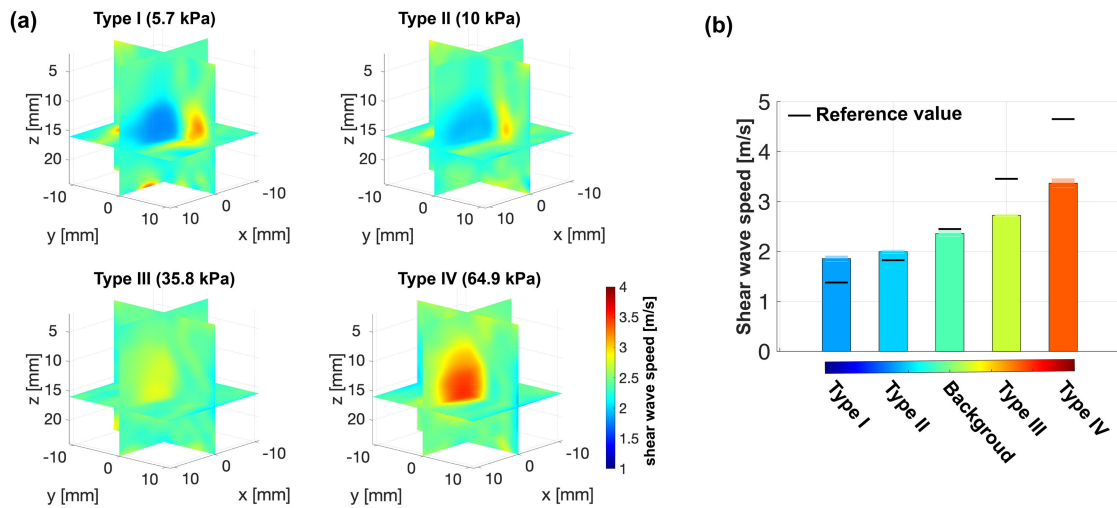 (a)
Type I (5.7 kPa)
5
10
15
20
z [mm]
-10
0
10
y [mm]
10
0
-10
x [mm]
Type II (10 kPa)
5
10
15
20
z [mm]
-10
0
10
y [mm]
10
0
-10
x [mm]
Type III (35.8 kPa)
5
10
15
20
z [mm]
-10
0
10
y [mm]
10
0
-10
x [mm]
Type IV (64.9 kPa)
5
10
15
20
z [mm]
-10
0
10
y [mm]
10
0
-10
x [mm]
4
3.5
3
2.5
2
1.5
1
shear wave speed [m/s]
(b)
Reference value
5
4
3
2
1
0
Shear wave speed [m/s]
Type I
Type II
Backgroud
Type III
Type IV